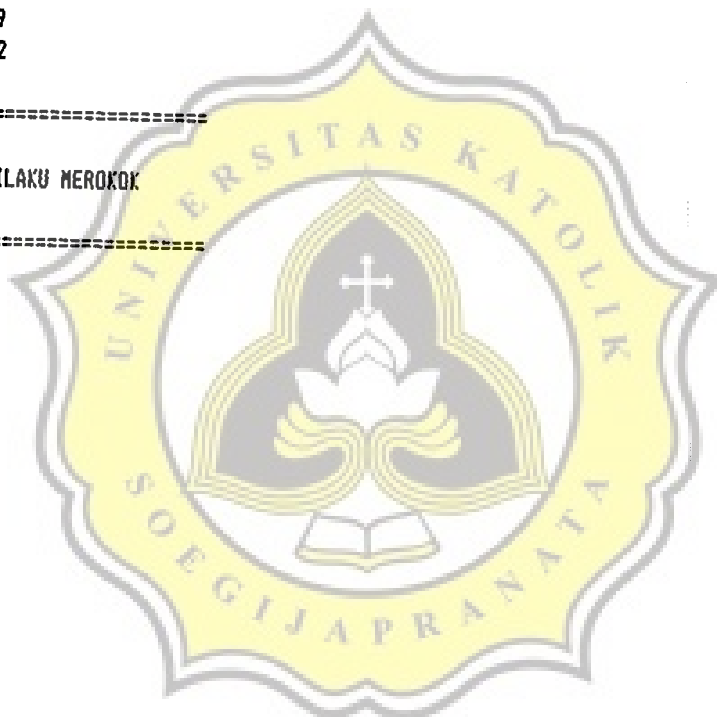 9
2
====================
LAKU MEROKOK
====================
UNIVERSITAS KATOLIK
SOEGIJAPRANATA